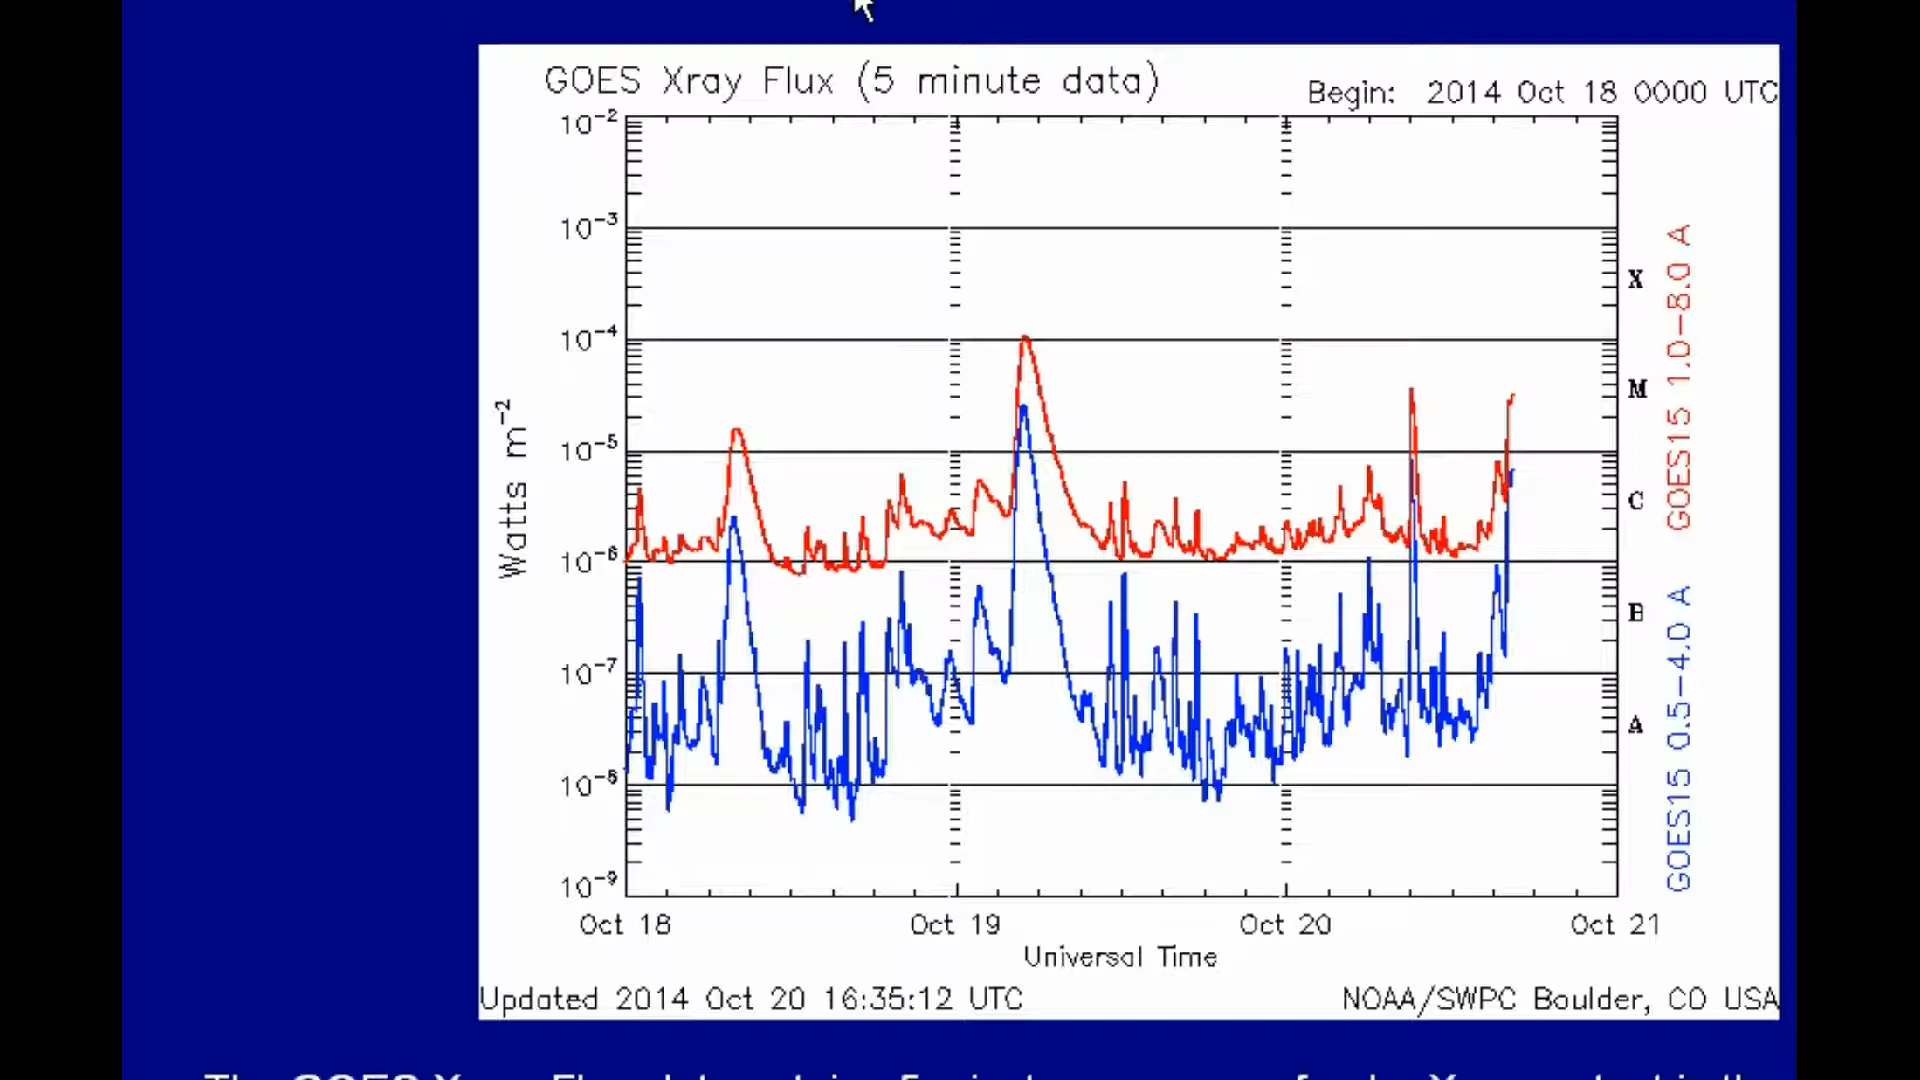 GOES Xray Flux (5 minute data)
Begin: 2014 Oct 18 0000 UTC
10-2
10-3
10-4
10-5
10-6
10-7
10-8
10-9
Watts m-2
X
M
C
B
A
GOES15 1.0-8.0 A
GOES15 0.5-4.0 A
Oct 18 Oct 19 Oct 20 Oct 21
Universal Time
Updated 2014 Oct 20 16:35:12 UTC
NOAA/SWPC Boulder, CO USA